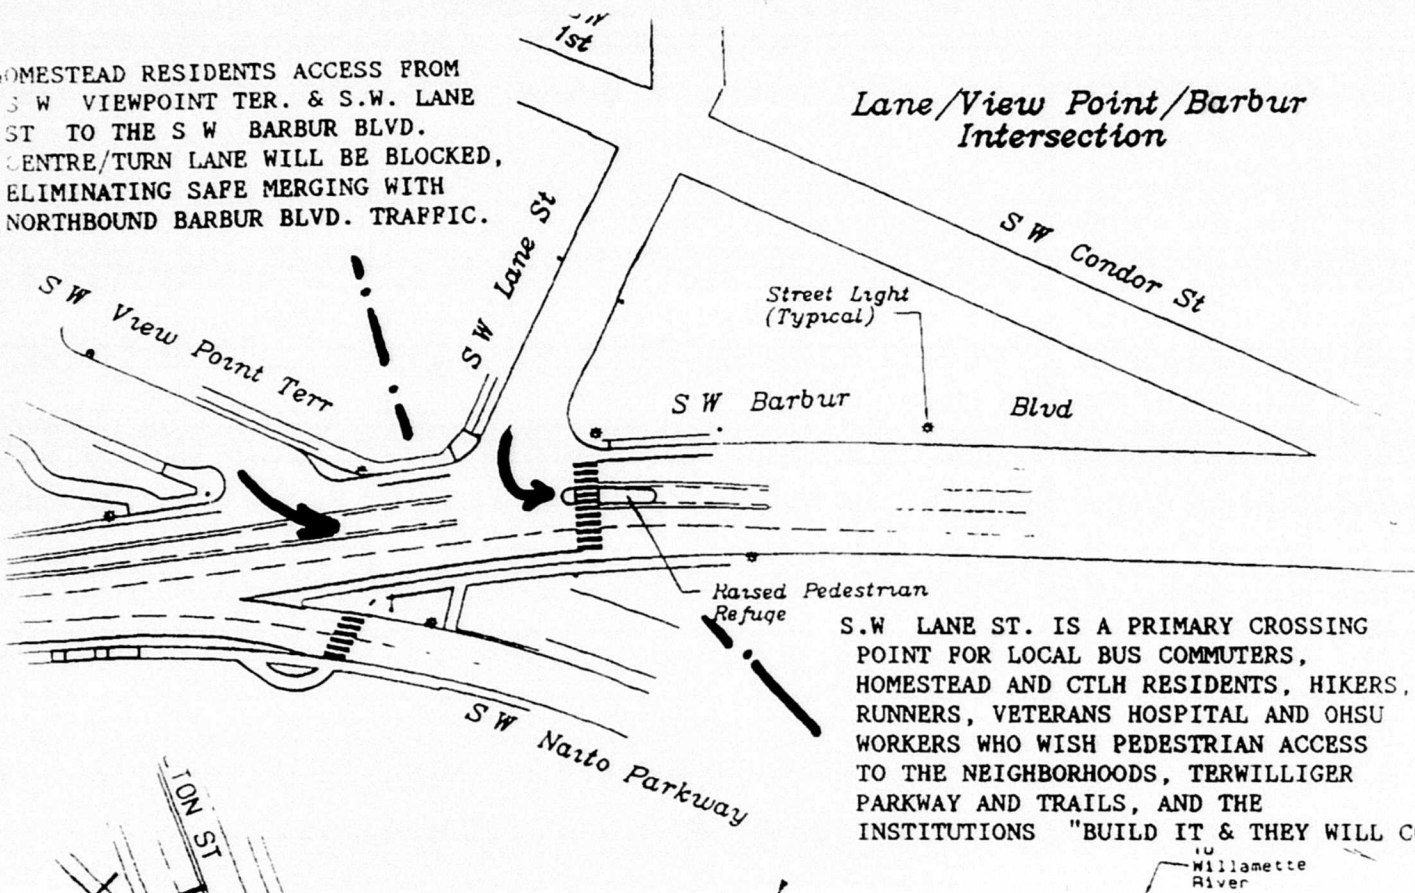 1st
OMESTEAD RESIDENTS ACCESS FROM
S W VIEWPOINT TER. & S.W. LANE
ST TO THE S W BARBUR BLVD.
CENTRE/TURN LANE WILL BE BLOCKED,
ELIMINATING SAFE MERGING WITH
NORTHBOUND BARBUR BLVD. TRAFFIC.
Lane/View Point/Barbur
Intersection
S W Condor St
S W Lane St
S W View Point Terr
Street Light
(Typical)
S W Barbur Blvd
Raised Pedestrian
Refuge
S.W LANE ST. IS A PRIMARY CROSSING
POINT FOR LOCAL BUS COMMUTERS,
HOMESTEAD AND CTLH RESIDENTS, HIKERS,
RUNNERS, VETERANS HOSPITAL AND OHSU
WORKERS WHO WISH PEDESTRIAN ACCESS
TO THE NEIGHBORHOODS, TERWILLIGER
PARKWAY AND TRAILS, AND THE
INSTITUTIONS "BUILD IT & THEY WILL C
S W Naito Parkway
TON ST
To
Willamette
River